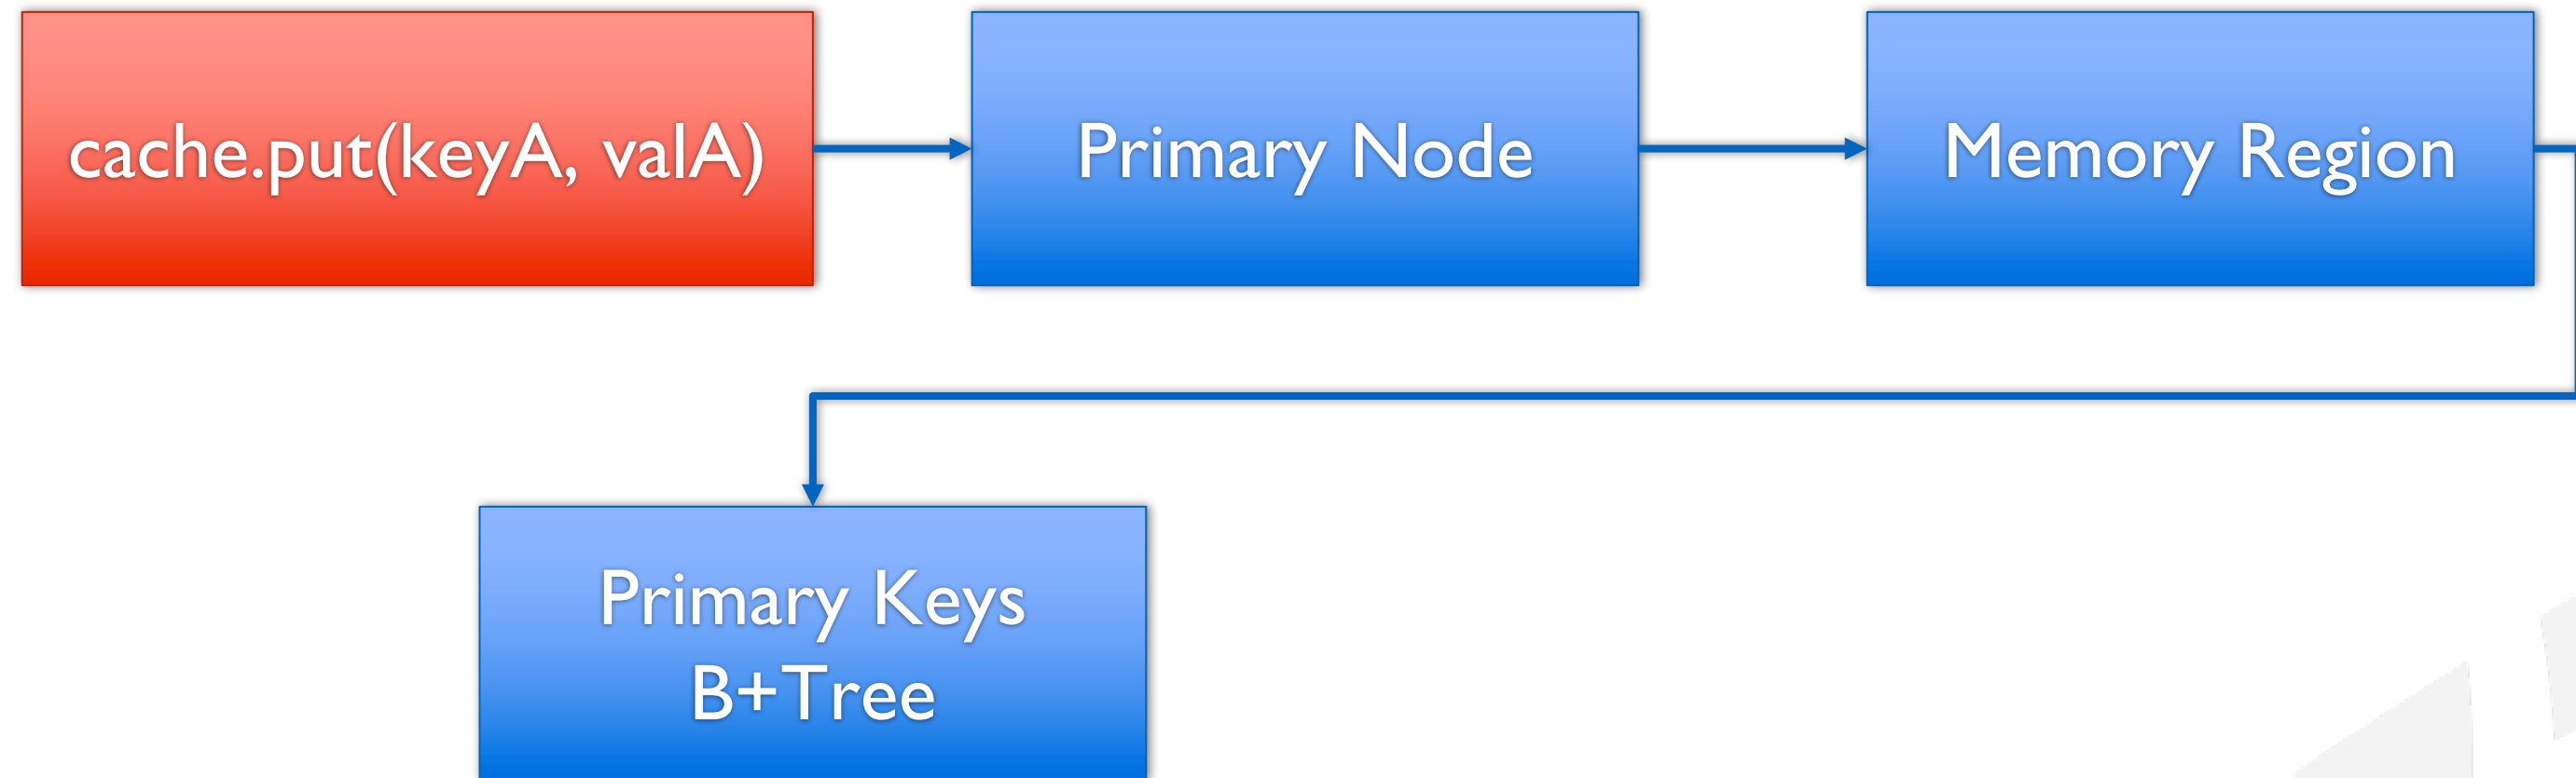 cache.put(keyA, valA)
Primary Node
Memory Region
Primary Keys
B+Tree